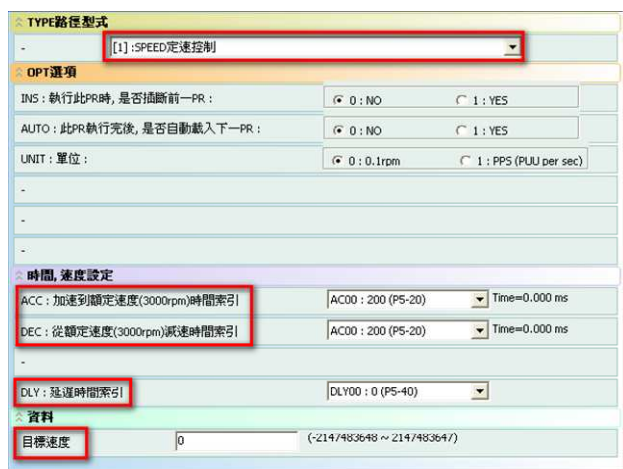 TYPE路徑型式
- [1] :SPEED定速控制
OPT選項
INS : 執行此PR時, 是否插斷前一PR : 0 : NO 1 : YES
AUTO : 此PR執行完後, 是否自動載入下一PR : 0 : NO 1 : YES
UNIT : 單位 : 0 : 0.1rpm 1 : PPS (PUU per sec)
-
-
-
時間, 速度設定
ACC : 加速到額定速度(3000rpm)時間索引 AC00 : 200 (P5-20) Time=0.000 ms
DEC : 從額定速度(3000rpm)減速時間索引 AC00 : 200 (P5-20) Time=0.000 ms
-
DLY : 延遲時間索引 DLY00 : 0 (P5-40)
資料
目標速度 0 (-2147483648 ~ 2147483647)